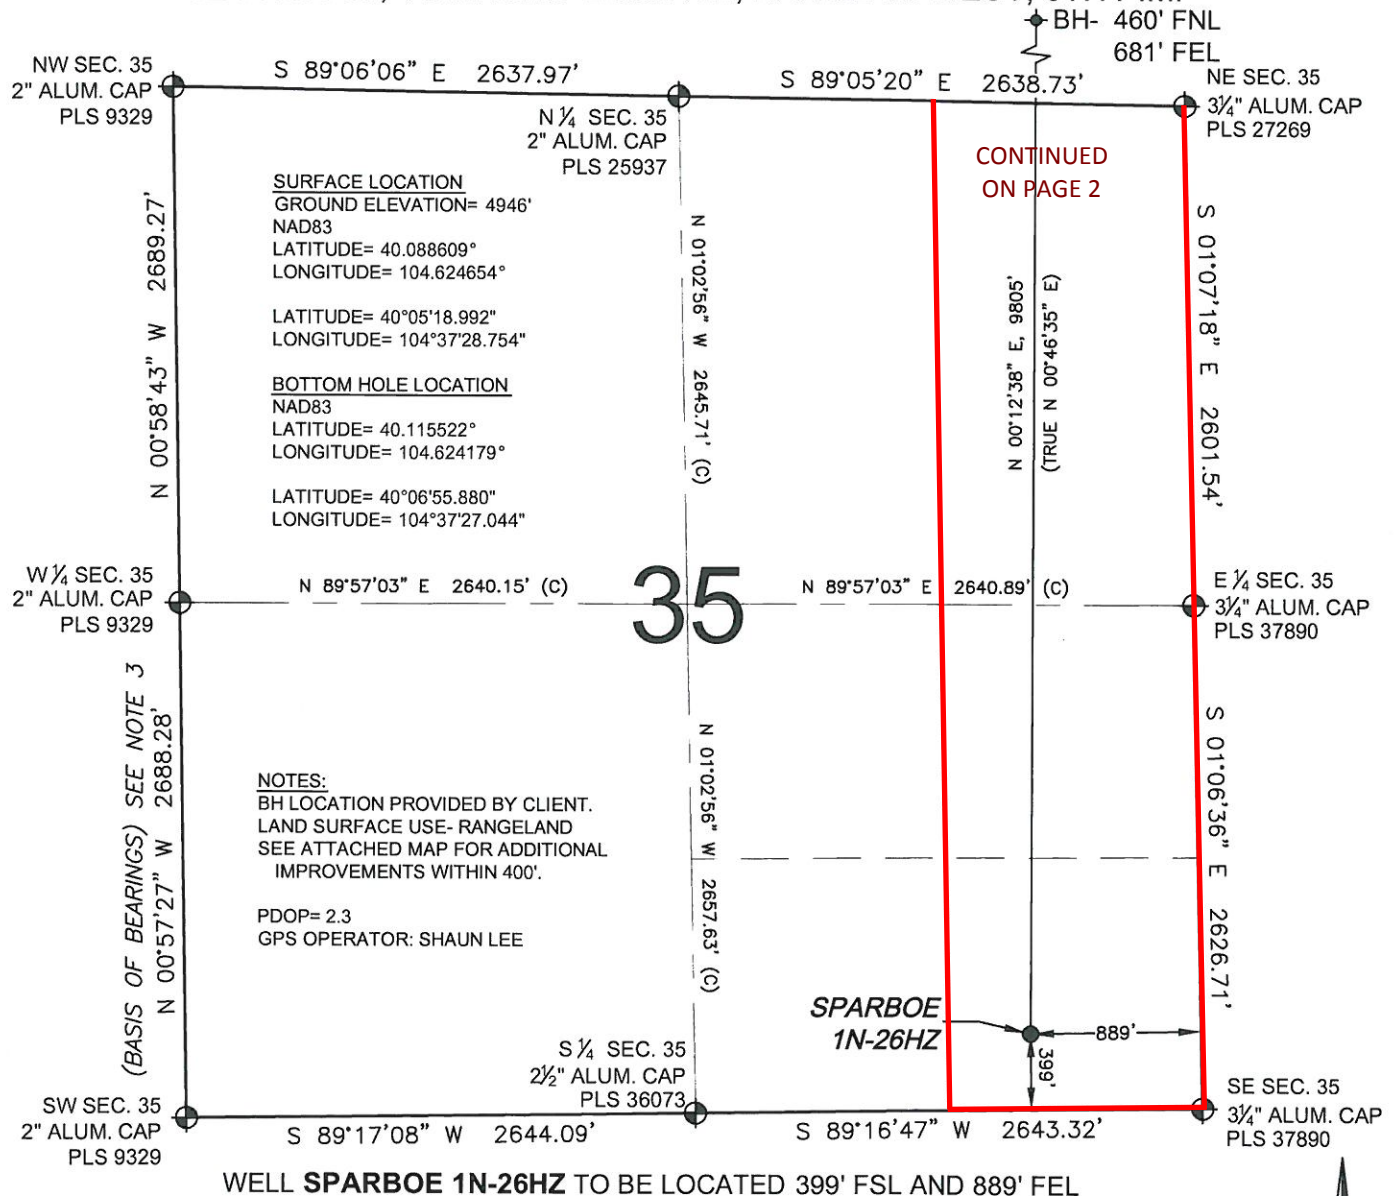 BH- 460' FNL
681' FEL
NW SEC. 35
2" ALUM. CAP
PLS 9329
S 89°06'06" E 2637.97'
N ¼ SEC. 35
2" ALUM. CAP
PLS 25937
S 89°05'20" E 2638.73'
NE SEC. 35
3¼" ALUM. CAP
PLS 27269
CONTINUED
ON PAGE 2
SURFACE LOCATION
GROUND ELEVATION= 4946'
NAD83
LATITUDE= 40.088609°
LONGITUDE= 104.624654°
LATITUDE= 40°05'18.992"
LONGITUDE= 104°37'28.754"
BOTTOM HOLE LOCATION
NAD83
LATITUDE= 40.115522°
LONGITUDE= 104.624179°
LATITUDE= 40°06'55.880"
LONGITUDE= 104°37'27.044"
N 00°58'43" W 2689.27'
N 01°02'56" W 2645.71' (C)
N 00°12'38" E, 9805'
(TRUE N 00°46'35" E)
S 01°07'18" E 2601.54'
W ¼ SEC. 35
2" ALUM. CAP
PLS 9329
N 89°57'03" E 2640.15' (C)
35
N 89°57'03" E 2640.89' (C)
E ¼ SEC. 35
3¼" ALUM. CAP
PLS 37890
(BASIS OF BEARINGS) SEE NOTE 3
N 00°57'27" W 2688.28'
NOTES:
BH LOCATION PROVIDED BY CLIENT.
LAND SURFACE USE- RANGELAND
SEE ATTACHED MAP FOR ADDITIONAL
IMPROVEMENTS WITHIN 400'.
PDOP= 2.3
GPS OPERATOR: SHAUN LEE
N 01°02'56" W 2657.63' (C)
S 01°06'36" E 2626.71'
SPARBOE
1N-26HZ
889'
399'
S ¼ SEC. 35
2½" ALUM. CAP
PLS 36073
SW SEC. 35
2" ALUM. CAP
PLS 9329
S 89°17'08" W 2644.09'
S 89°16'47" W 2643.32'
SE SEC. 35
3¼" ALUM. CAP
PLS 37890
WELL SPARBOE 1N-26HZ TO BE LOCATED 399' FSL AND 889' FEL